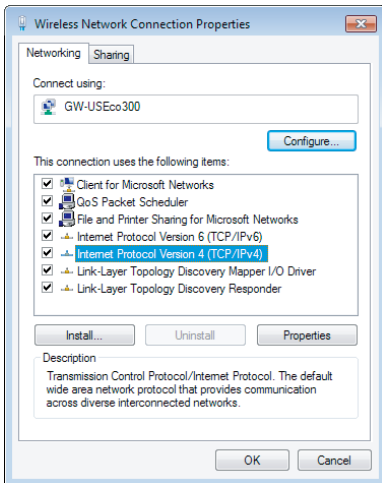 Wireless Network Connection Properties
Networking
Sharing
Connect using:
GW-USEco300
Configure...
This connection uses the following items:
Client for Microsoft Networks
QoS Packet Scheduler
File and Printer Sharing for Microsoft Networks
Internet Protocol Version 6 (TCP/IPv6)
Internet Protocol Version 4 (TCP/IPv4)
Link-Layer Topology Discovery Mapper I/O Driver
Link-Layer Topology Discovery Responder
Install...
Uninstall
Properties
Description
Transmission Control Protocol/Internet Protocol. The default
wide area network protocol that provides communication
across diverse interconnected networks.
OK
Cancel